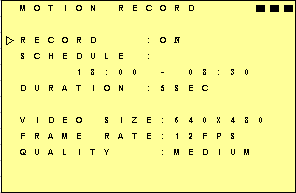 MOTION RECORD
RECORD :ON
SCHEDULE :
18:00 - 08:30
DURATION :5SEC
VIDEO SIZE:640X480
FRAME RATE:12FPS
QUALITY :MEDIUM